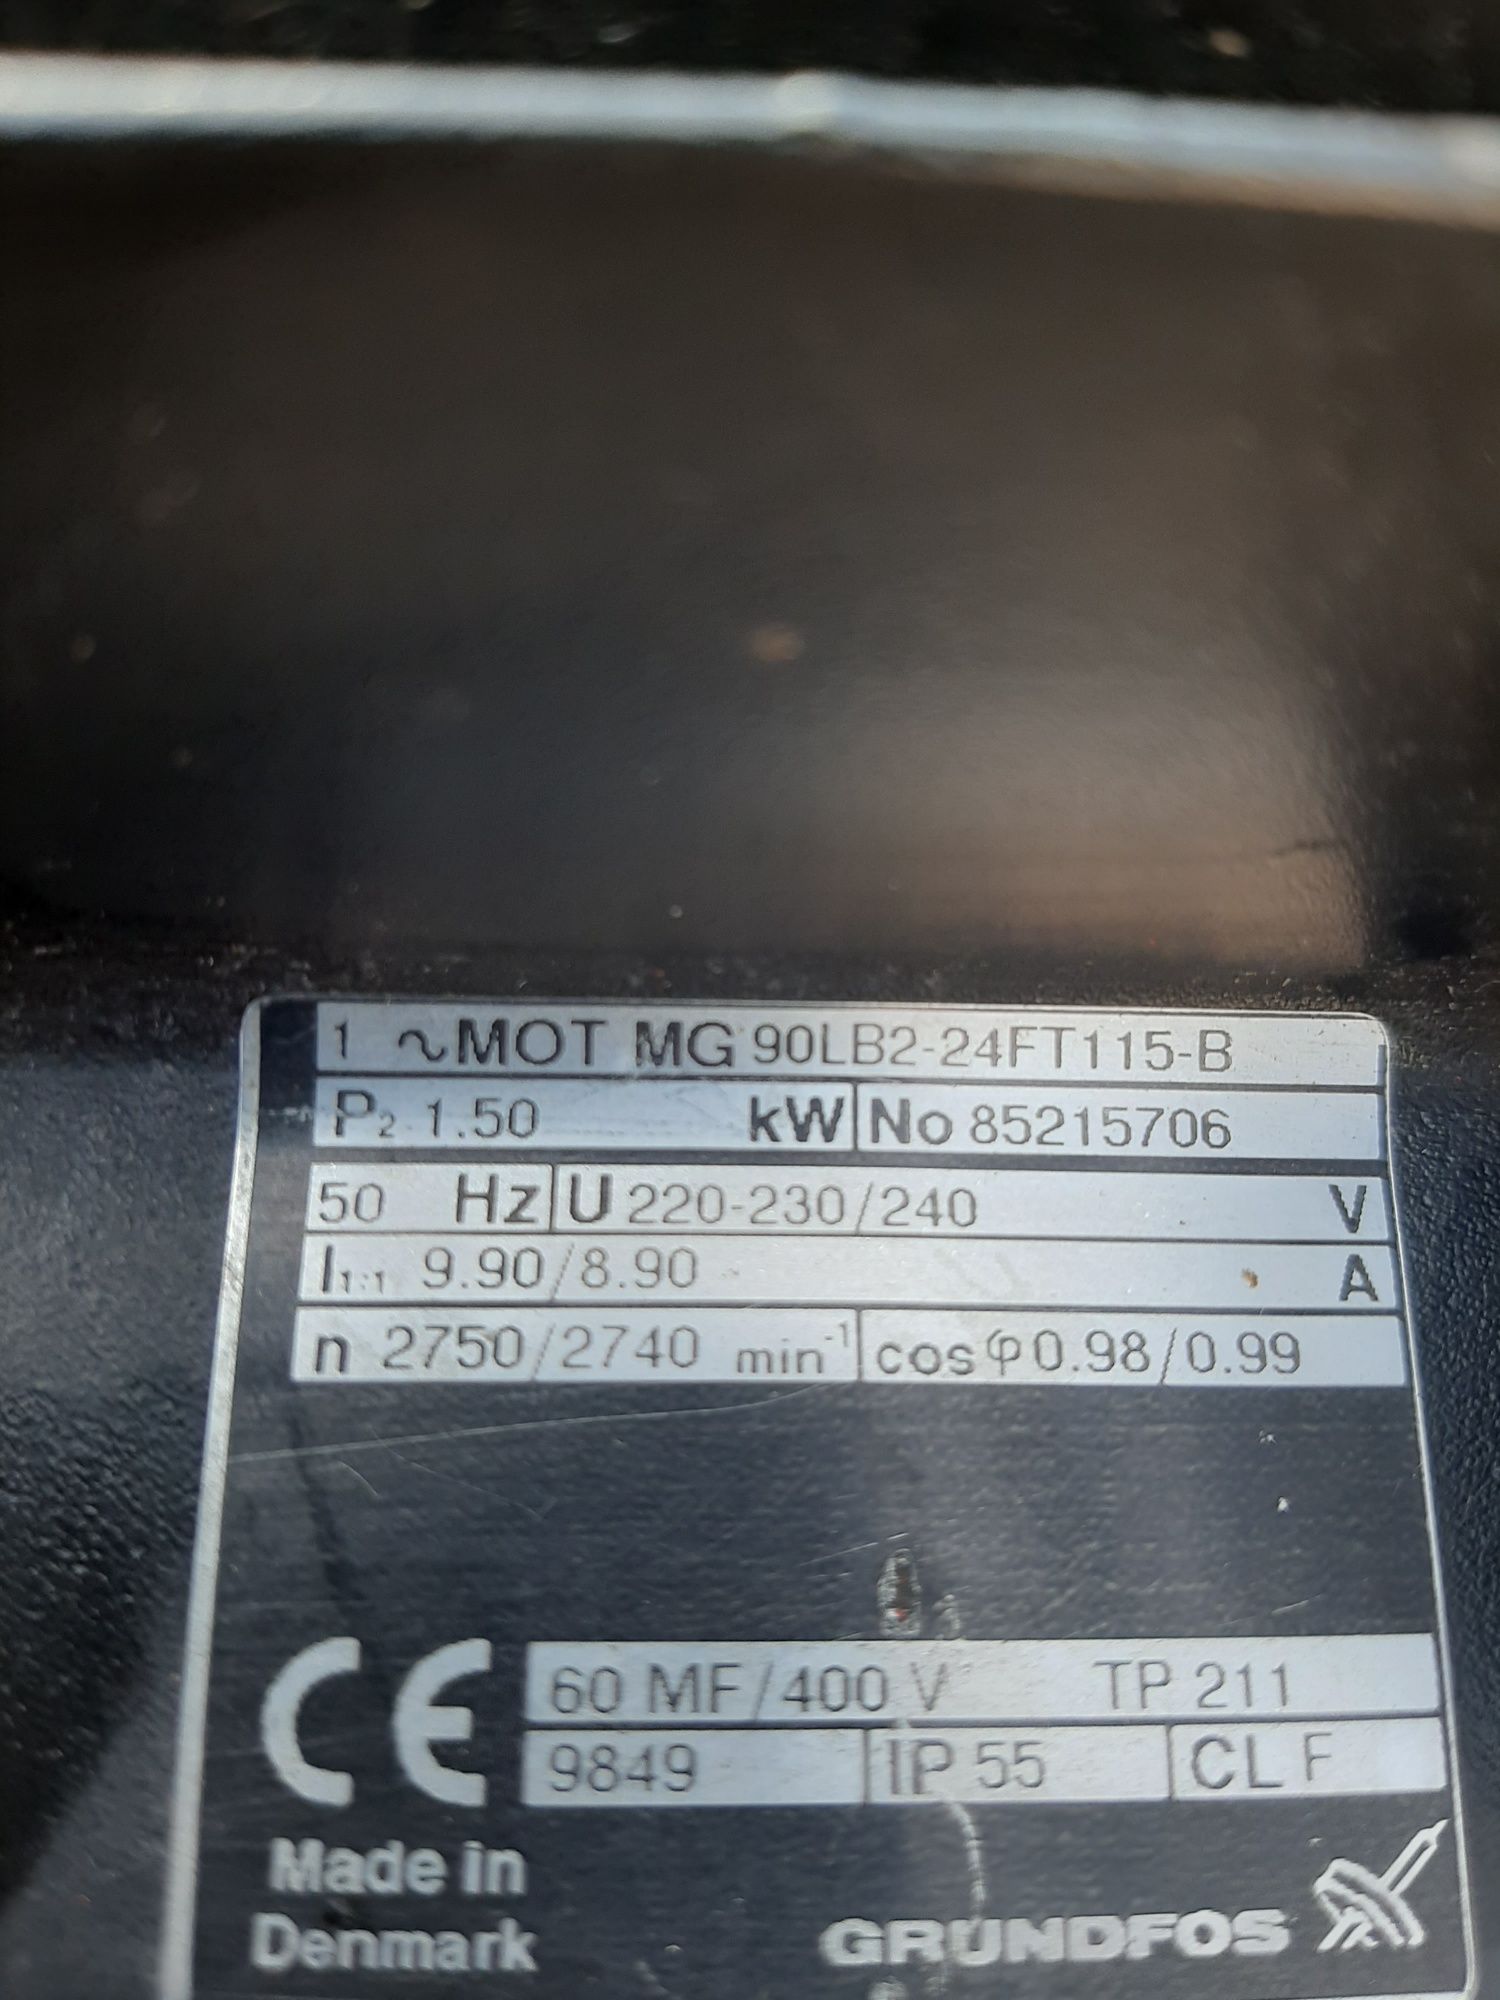 1 ~MOT MG 90LB2-24FT115-B
P2 1.50 kW No 85215706
50 Hz U 220-230/240 V
I1:1 9.90/8.90 A
n 2750/2740 min-1 cosφ 0.98/0.99
CE 60 MF/400 V TP 211
9849 IP 55 CL F
Made in
Denmark
GRUNDFOS